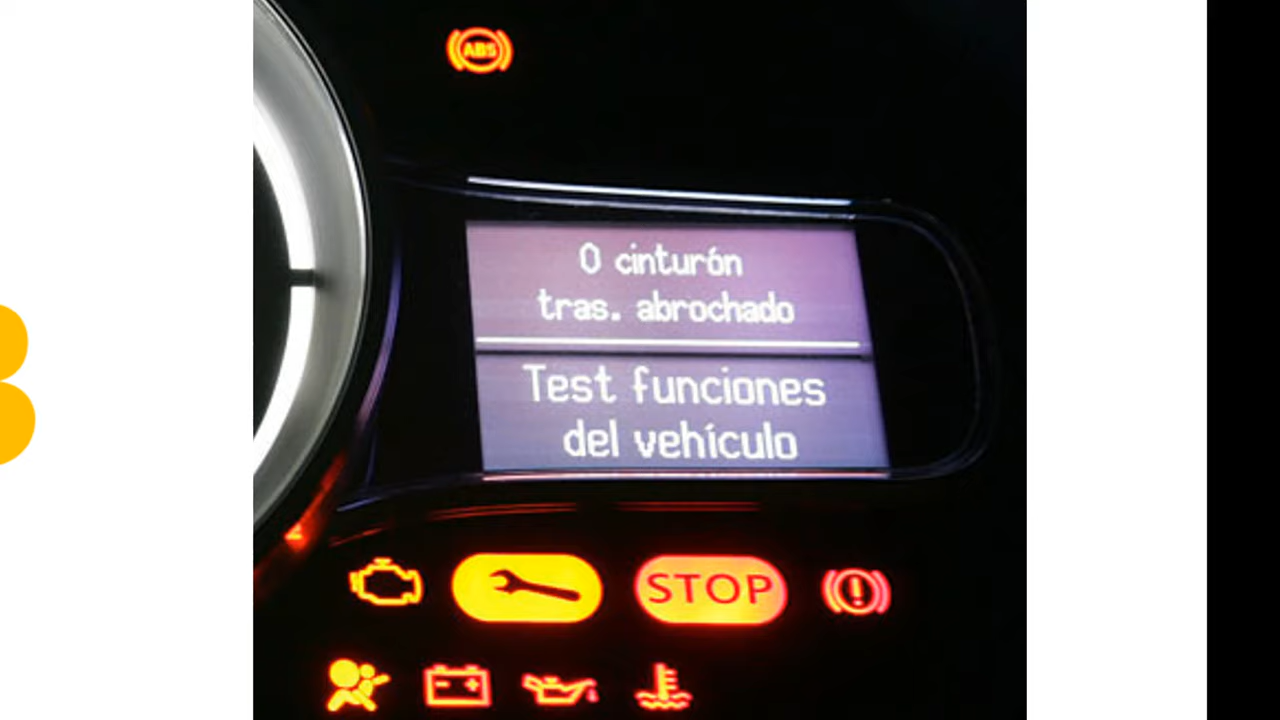 ABS
0 cinturón
tras. abrochado
Test funciones
del vehículo
STOP